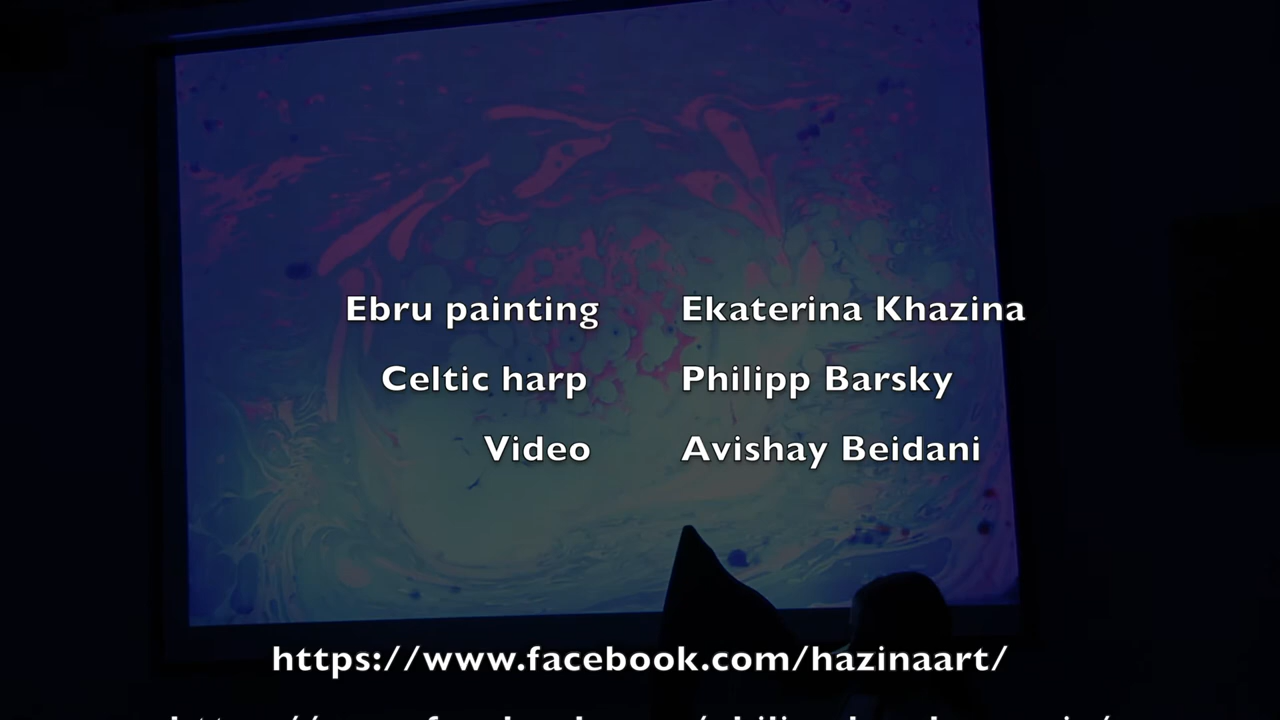 Ebru painting Ekaterina Khazina
Celtic harp Philipp Barsky
Video Avishay Beidani
https://www.facebook.com/hazinaart/